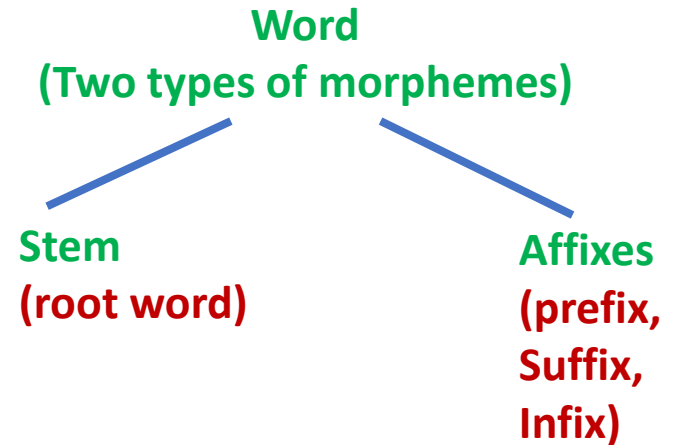 Word
(Two types of morphemes)
Stem
(root word)
Affixes
(prefix,
Suffix,
Infix)